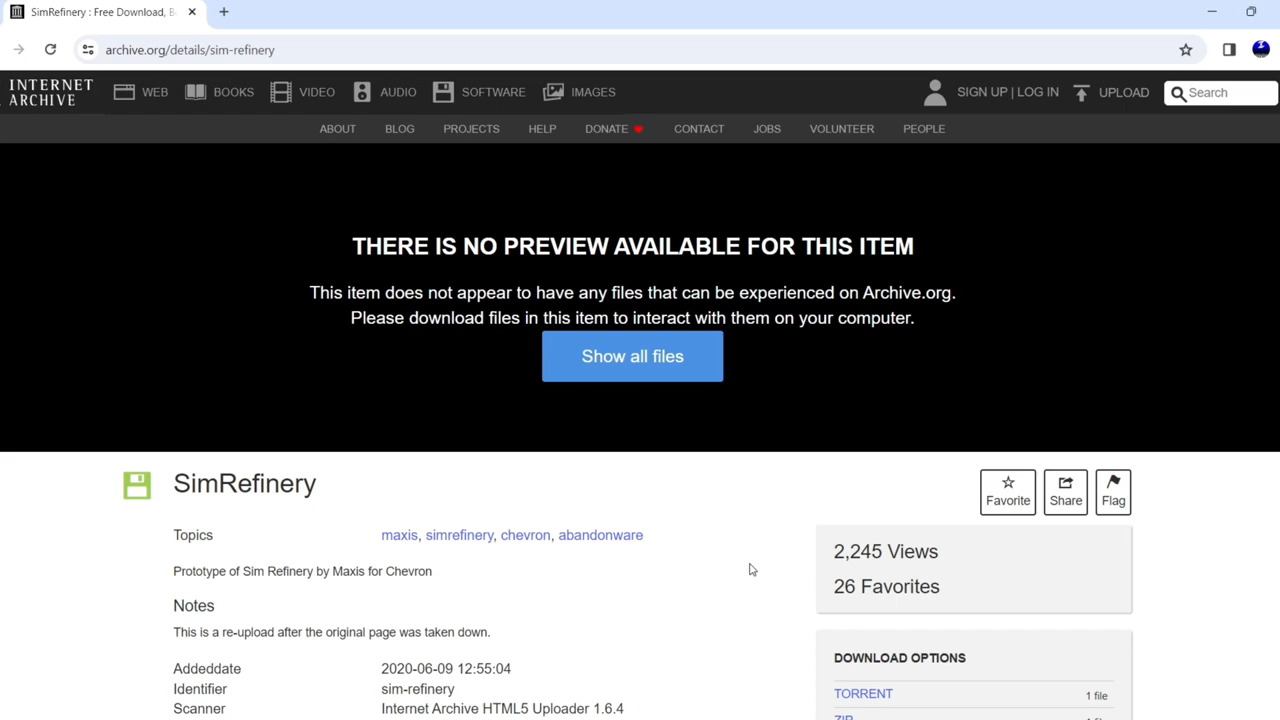 SimRefinery : Free Download, B
archive.org/details/sim-refinery
INTERNET ARCHIVE
WEB BOOKS VIDEO AUDIO SOFTWARE IMAGES SIGN UP | LOG IN UPLOAD Search
ABOUT BLOG PROJECTS HELP DONATE CONTACT JOBS VOLUNTEER PEOPLE
THERE IS NO PREVIEW AVAILABLE FOR THIS ITEM
This item does not appear to have any files that can be experienced on Archive.org.
Please download files in this item to interact with them on your computer.
Show all files
SimRefinery
Favorite Share Flag
Topics maxis, simrefinery, chevron, abandonware
Prototype of Sim Refinery by Maxis for Chevron
Notes
This is a re-upload after the original page was taken down.
Addeddate 2020-06-09 12:55:04
Identifier sim-refinery
Scanner Internet Archive HTML5 Uploader 1.6.4
2,245 Views
26 Favorites
DOWNLOAD OPTIONS
TORRENT 1 file
ZIP